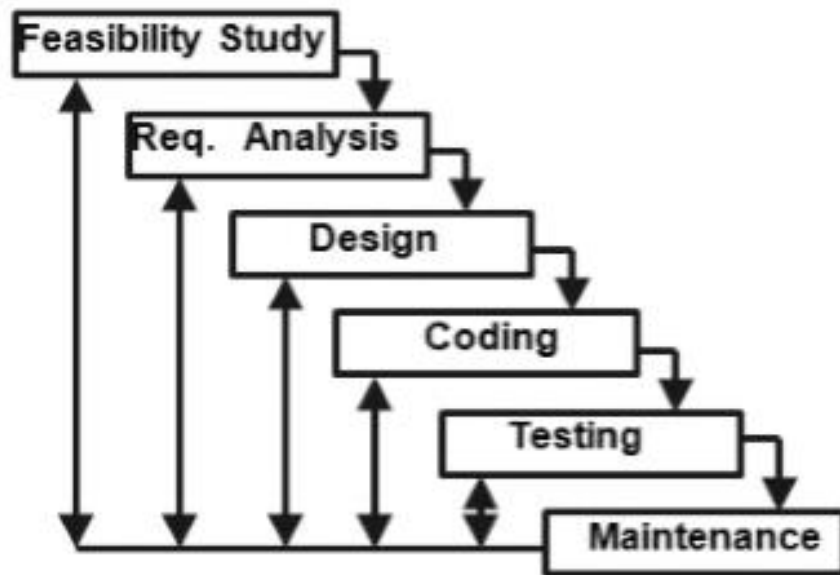 Feasibility Study
Req. Analysis
Design
Coding
Testing
Maintenance